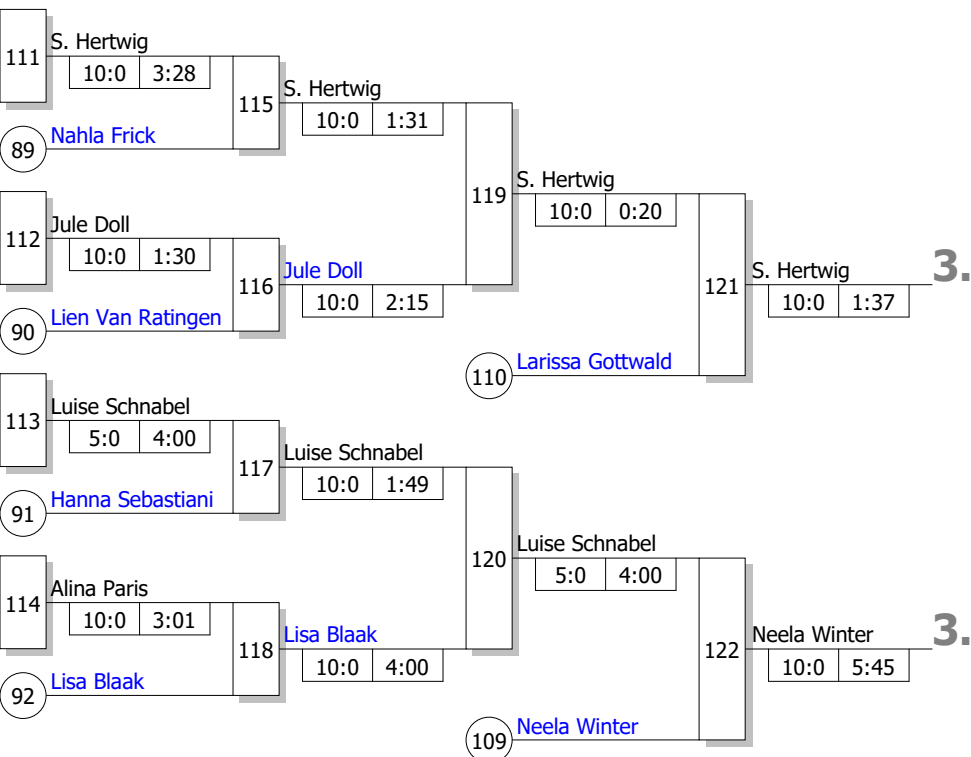 111
S. Hertwig
10:0 3:28
89
Nahla Frick
115
S. Hertwig
10:0 1:31
112
Jule Doll
10:0 1:30
90
Lien Van Ratingen
116
Jule Doll
10:0 2:15
119
S. Hertwig
10:0 0:20
110
Larissa Gottwald
121
S. Hertwig
10:0 1:37
3.
113
Luise Schnabel
5:0 4:00
91
Hanna Sebastiani
117
Luise Schnabel
10:0 1:49
114
Alina Paris
10:0 3:01
92
Lisa Blaak
118
Lisa Blaak
10:0 4:00
120
Luise Schnabel
5:0 4:00
109
Neela Winter
122
Neela Winter
10:0 5:45
3.